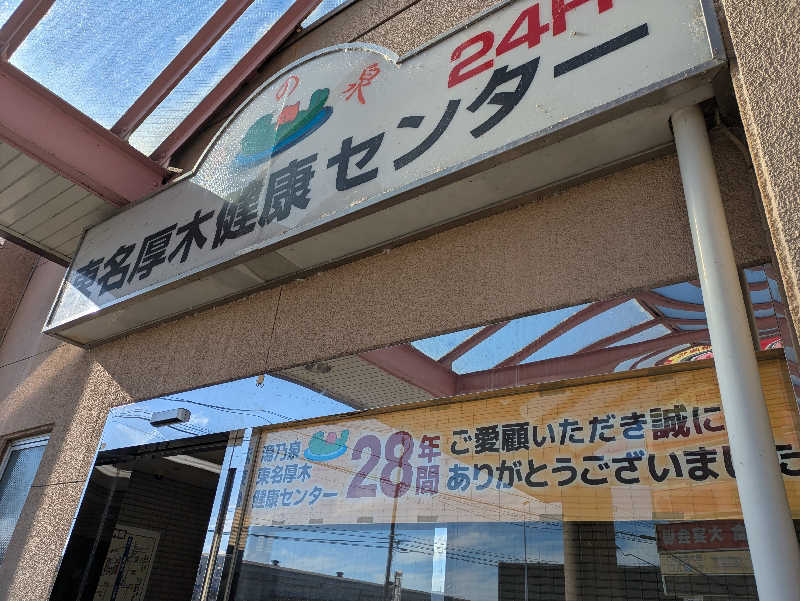 の泉
24H
東名厚木健康センター
湯乃泉
東名厚木
健康センター
28年間
ご愛顧いただき誠に
ありがとうございました